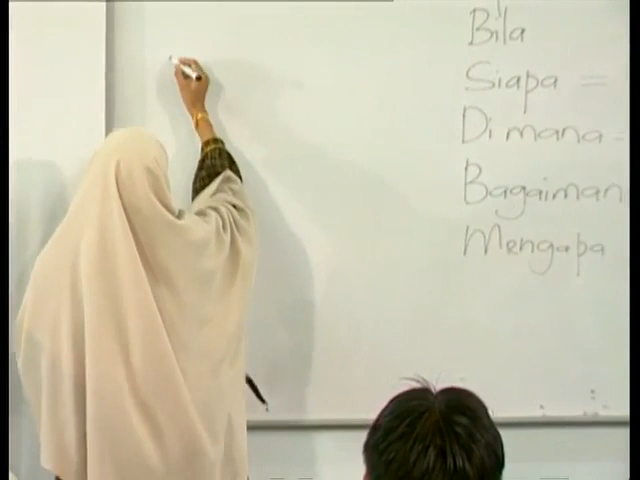 Bila
Siapa =
Di mana =
Bagaiman
Mengapa